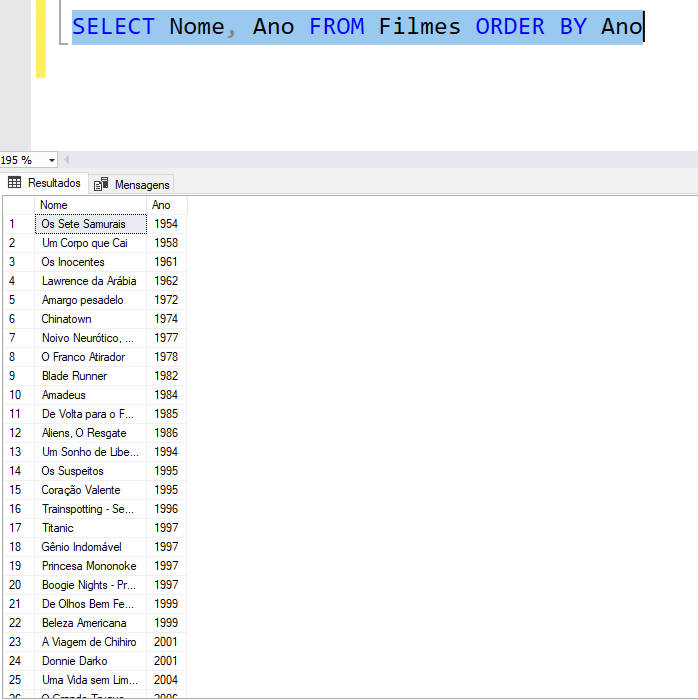 SELECT Nome, Ano FROM Filmes ORDER BY Ano
195 %
Resultados Mensagens
Nome Ano
1 Os Sete Samurais 1954
2 Um Corpo que Cai 1958
3 Os Inocentes 1961
4 Lawrence da Arábia 1962
5 Amargo pesadelo 1972
6 Chinatown 1974
7 Noivo Neurótico, ... 1977
8 O Franco Atirador 1978
9 Blade Runner 1982
10 Amadeus 1984
11 De Volta para o F... 1985
12 Aliens, O Resgate 1986
13 Um Sonho de Libe... 1994
14 Os Suspeitos 1995
15 Coração Valente 1995
16 Trainspotting - Se... 1996
17 Titanic 1997
18 Gênio Indomável 1997
19 Princesa Mononoke 1997
20 Boogie Nights - Pr... 1997
21 De Olhos Bem Fe... 1999
22 Beleza Americana 1999
23 A Viagem de Chihiro 2001
24 Donnie Darko 2001
25 Uma Vida sem Lim... 2004